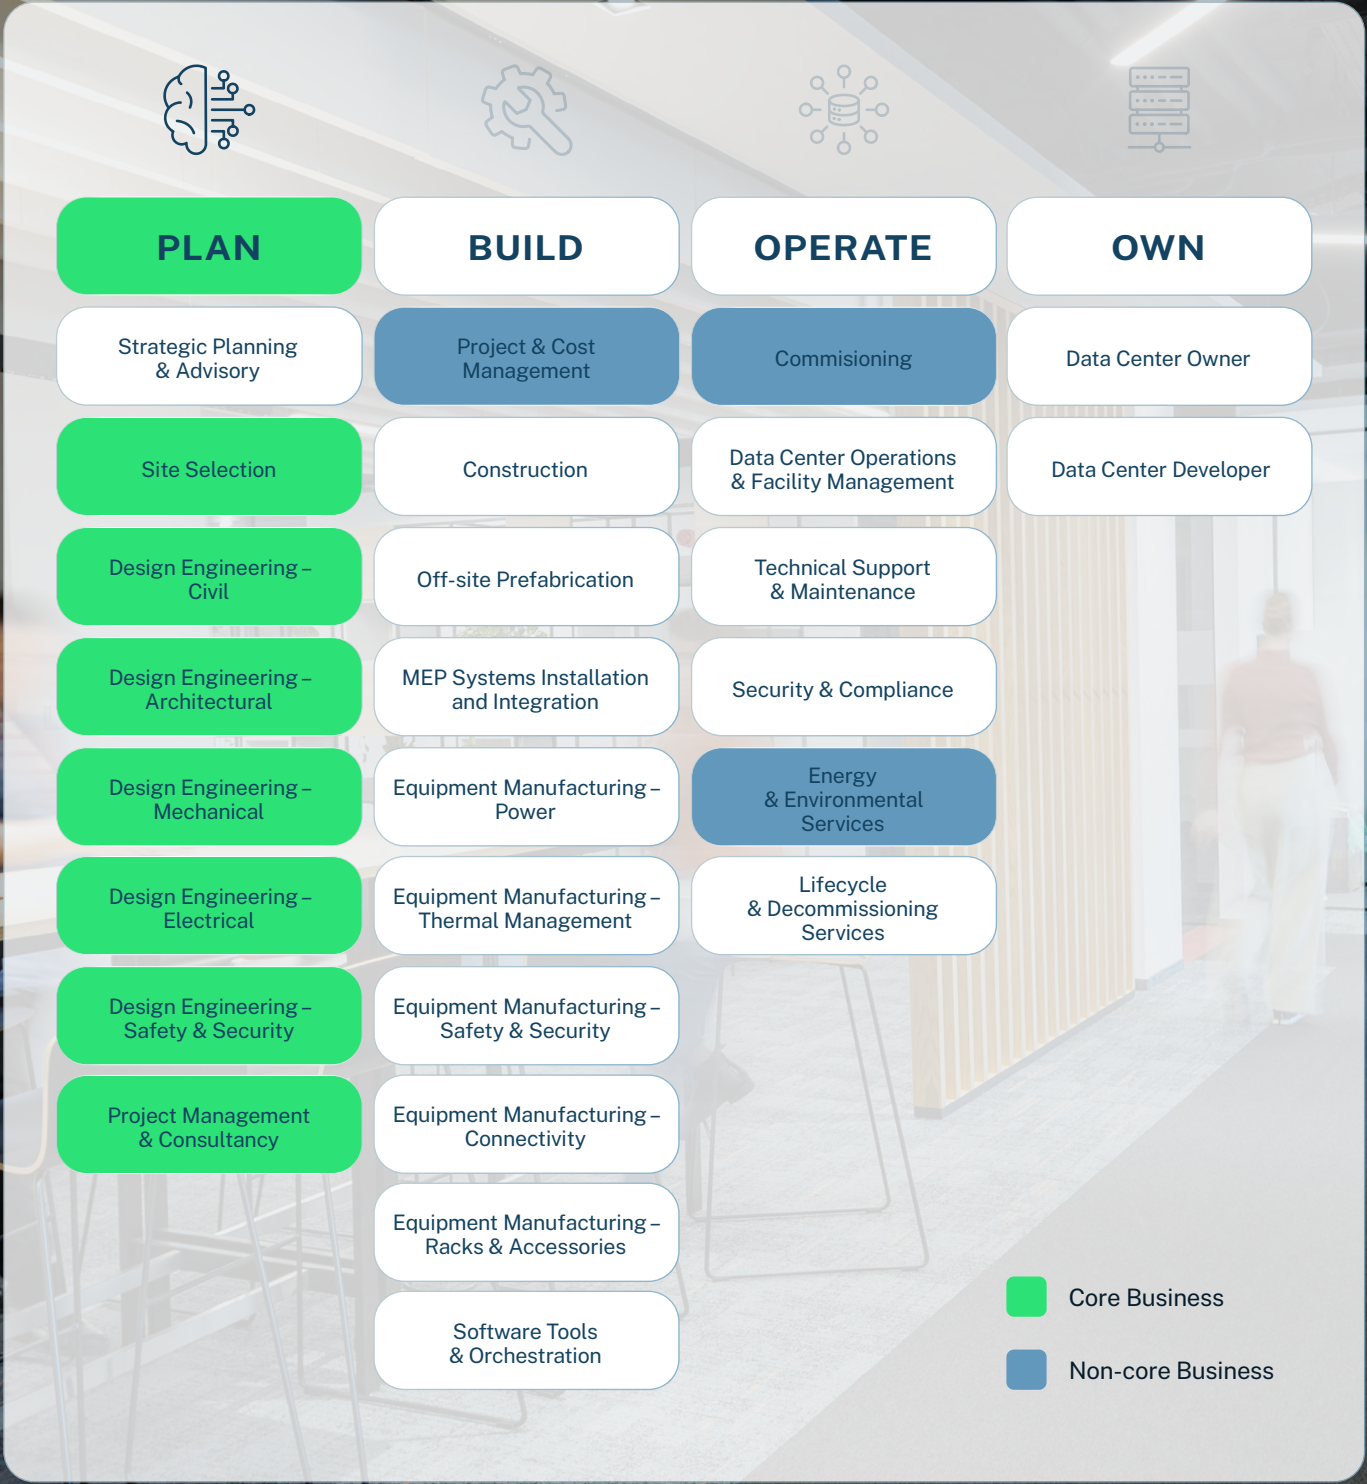 PLAN
BUILD
OPERATE
OWN
Strategic Planning
& Advisory
Project & Cost
Management
Commisioning
Data Center Owner
Site Selection
Construction
Data Center Operations
& Facility Management
Data Center Developer
Design Engineering –
Civil
Off-site Prefabrication
Technical Support
& Maintenance
Design Engineering –
Architectural
MEP Systems Installation
and Integration
Security & Compliance
Design Engineering –
Mechanical
Equipment Manufacturing –
Power
Energy
& Environmental
Services
Design Engineering –
Electrical
Equipment Manufacturing –
Thermal Management
Lifecycle
& Decommissioning
Services
Design Engineering –
Safety & Security
Equipment Manufacturing –
Safety & Security
Project Management
& Consultancy
Equipment Manufacturing –
Connectivity
Equipment Manufacturing –
Racks & Accessories
Software Tools
& Orchestration
Core Business
Non-core Business